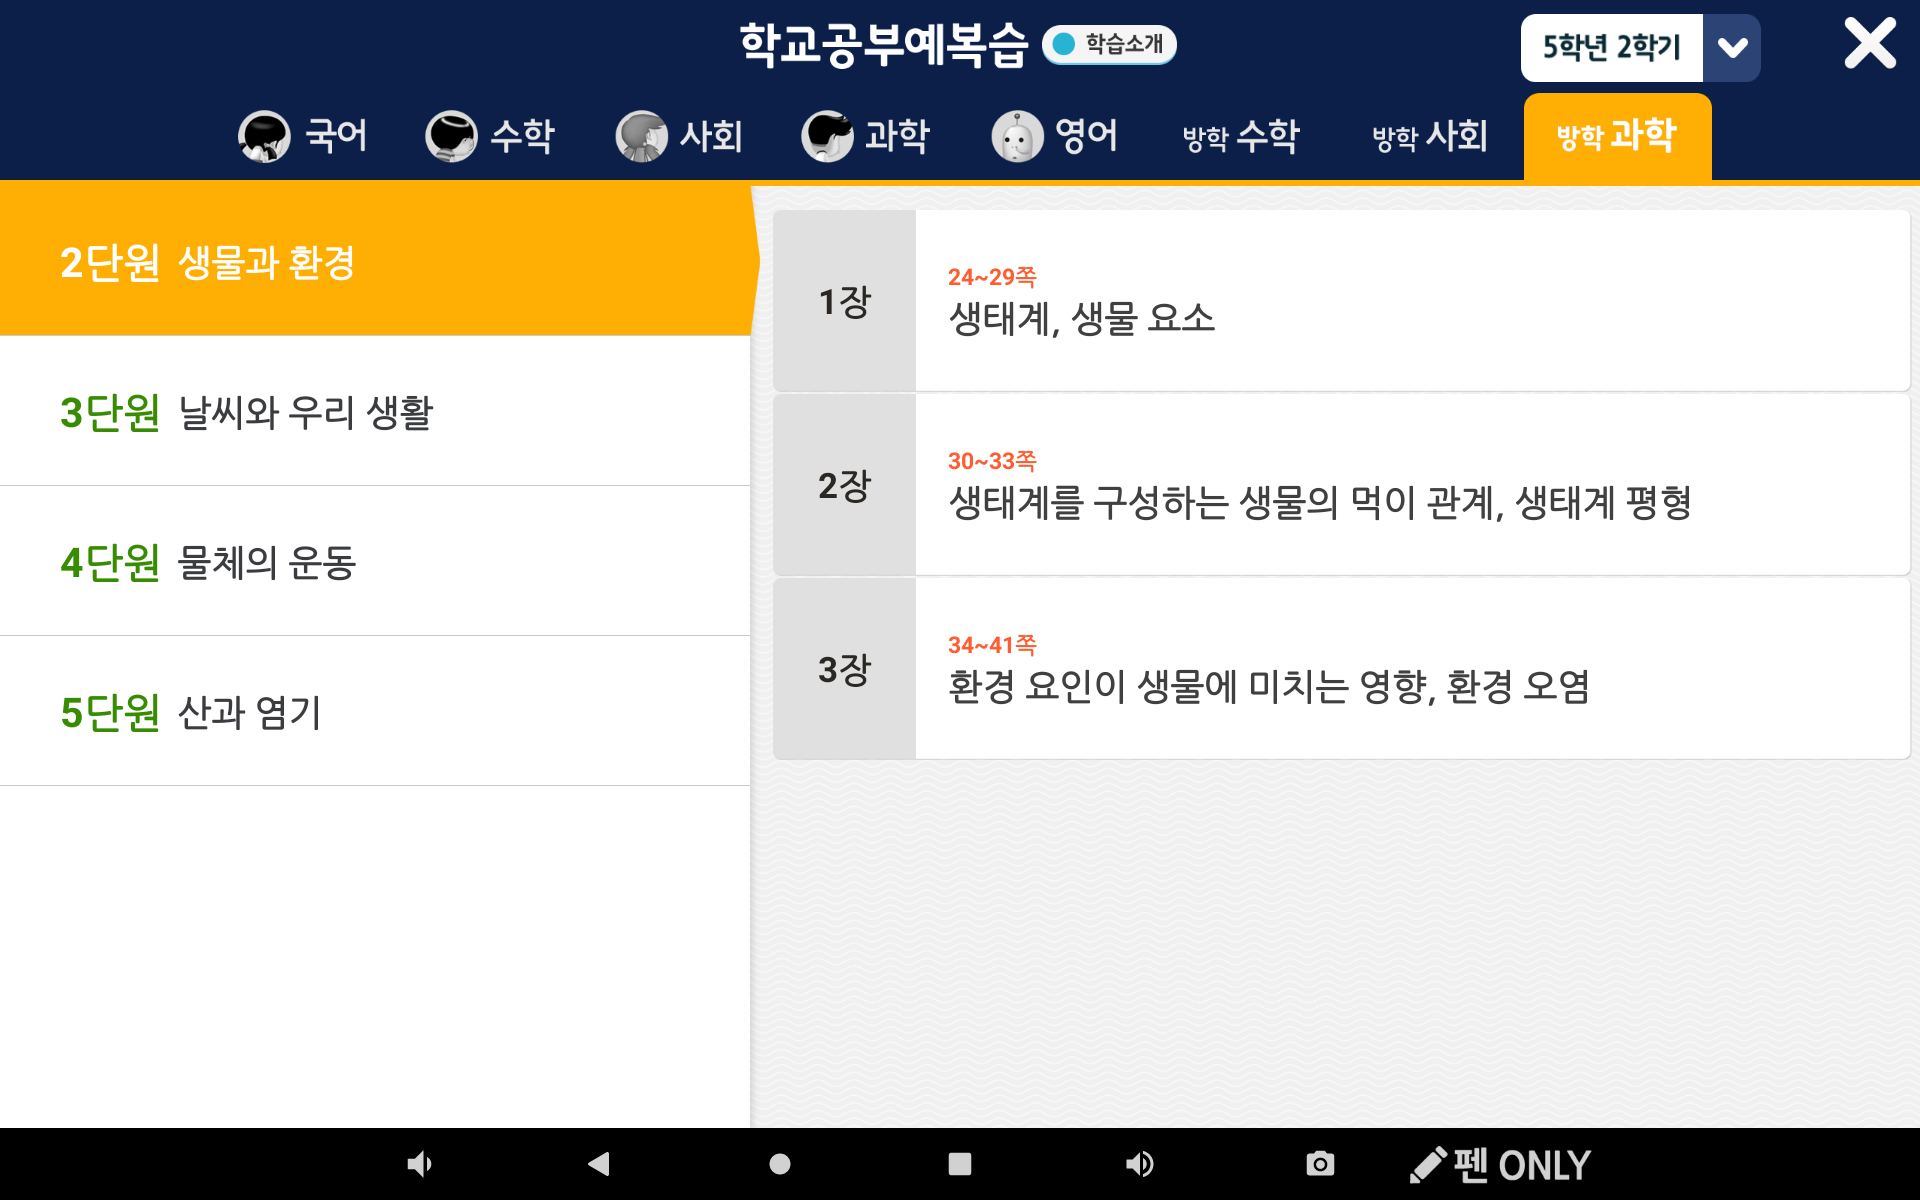 학교공부예복습
학습소개
5학년 2학기
국어
수학
사회
과학
영어
방학 수학
방학 사회
방학 과학
2단원 생물과 환경
3단원 날씨와 우리 생활
4단원 물체의 운동
5단원 산과 염기
1장
24~29쪽
생태계, 생물 요소
2장
30~33쪽
생태계를 구성하는 생물의 먹이 관계, 생태계 평형
3장
34~41쪽
환경 요인이 생물에 미치는 영향, 환경 오염
펜 ONLY